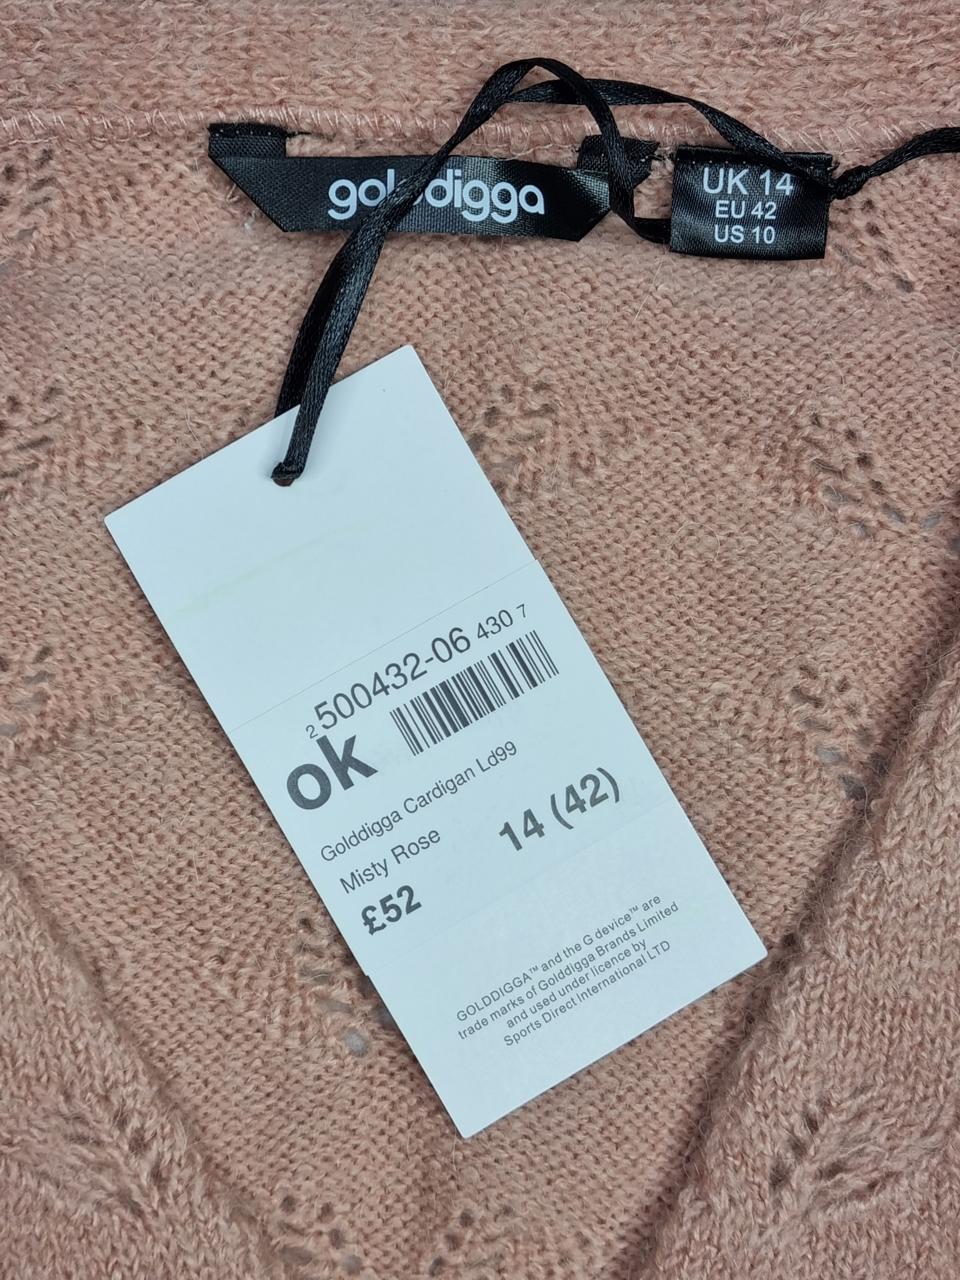 golddigga
UK 14
EU 42
US 10
2 500432-06 430 7
ok
Golddigga Cardigan Ld99
Misty Rose 14 (42)
£52
GOLDDIGGA™ and the G device™ are
trade marks of Golddigga Brands Limited
and used under licence by
Sports Direct International LTD